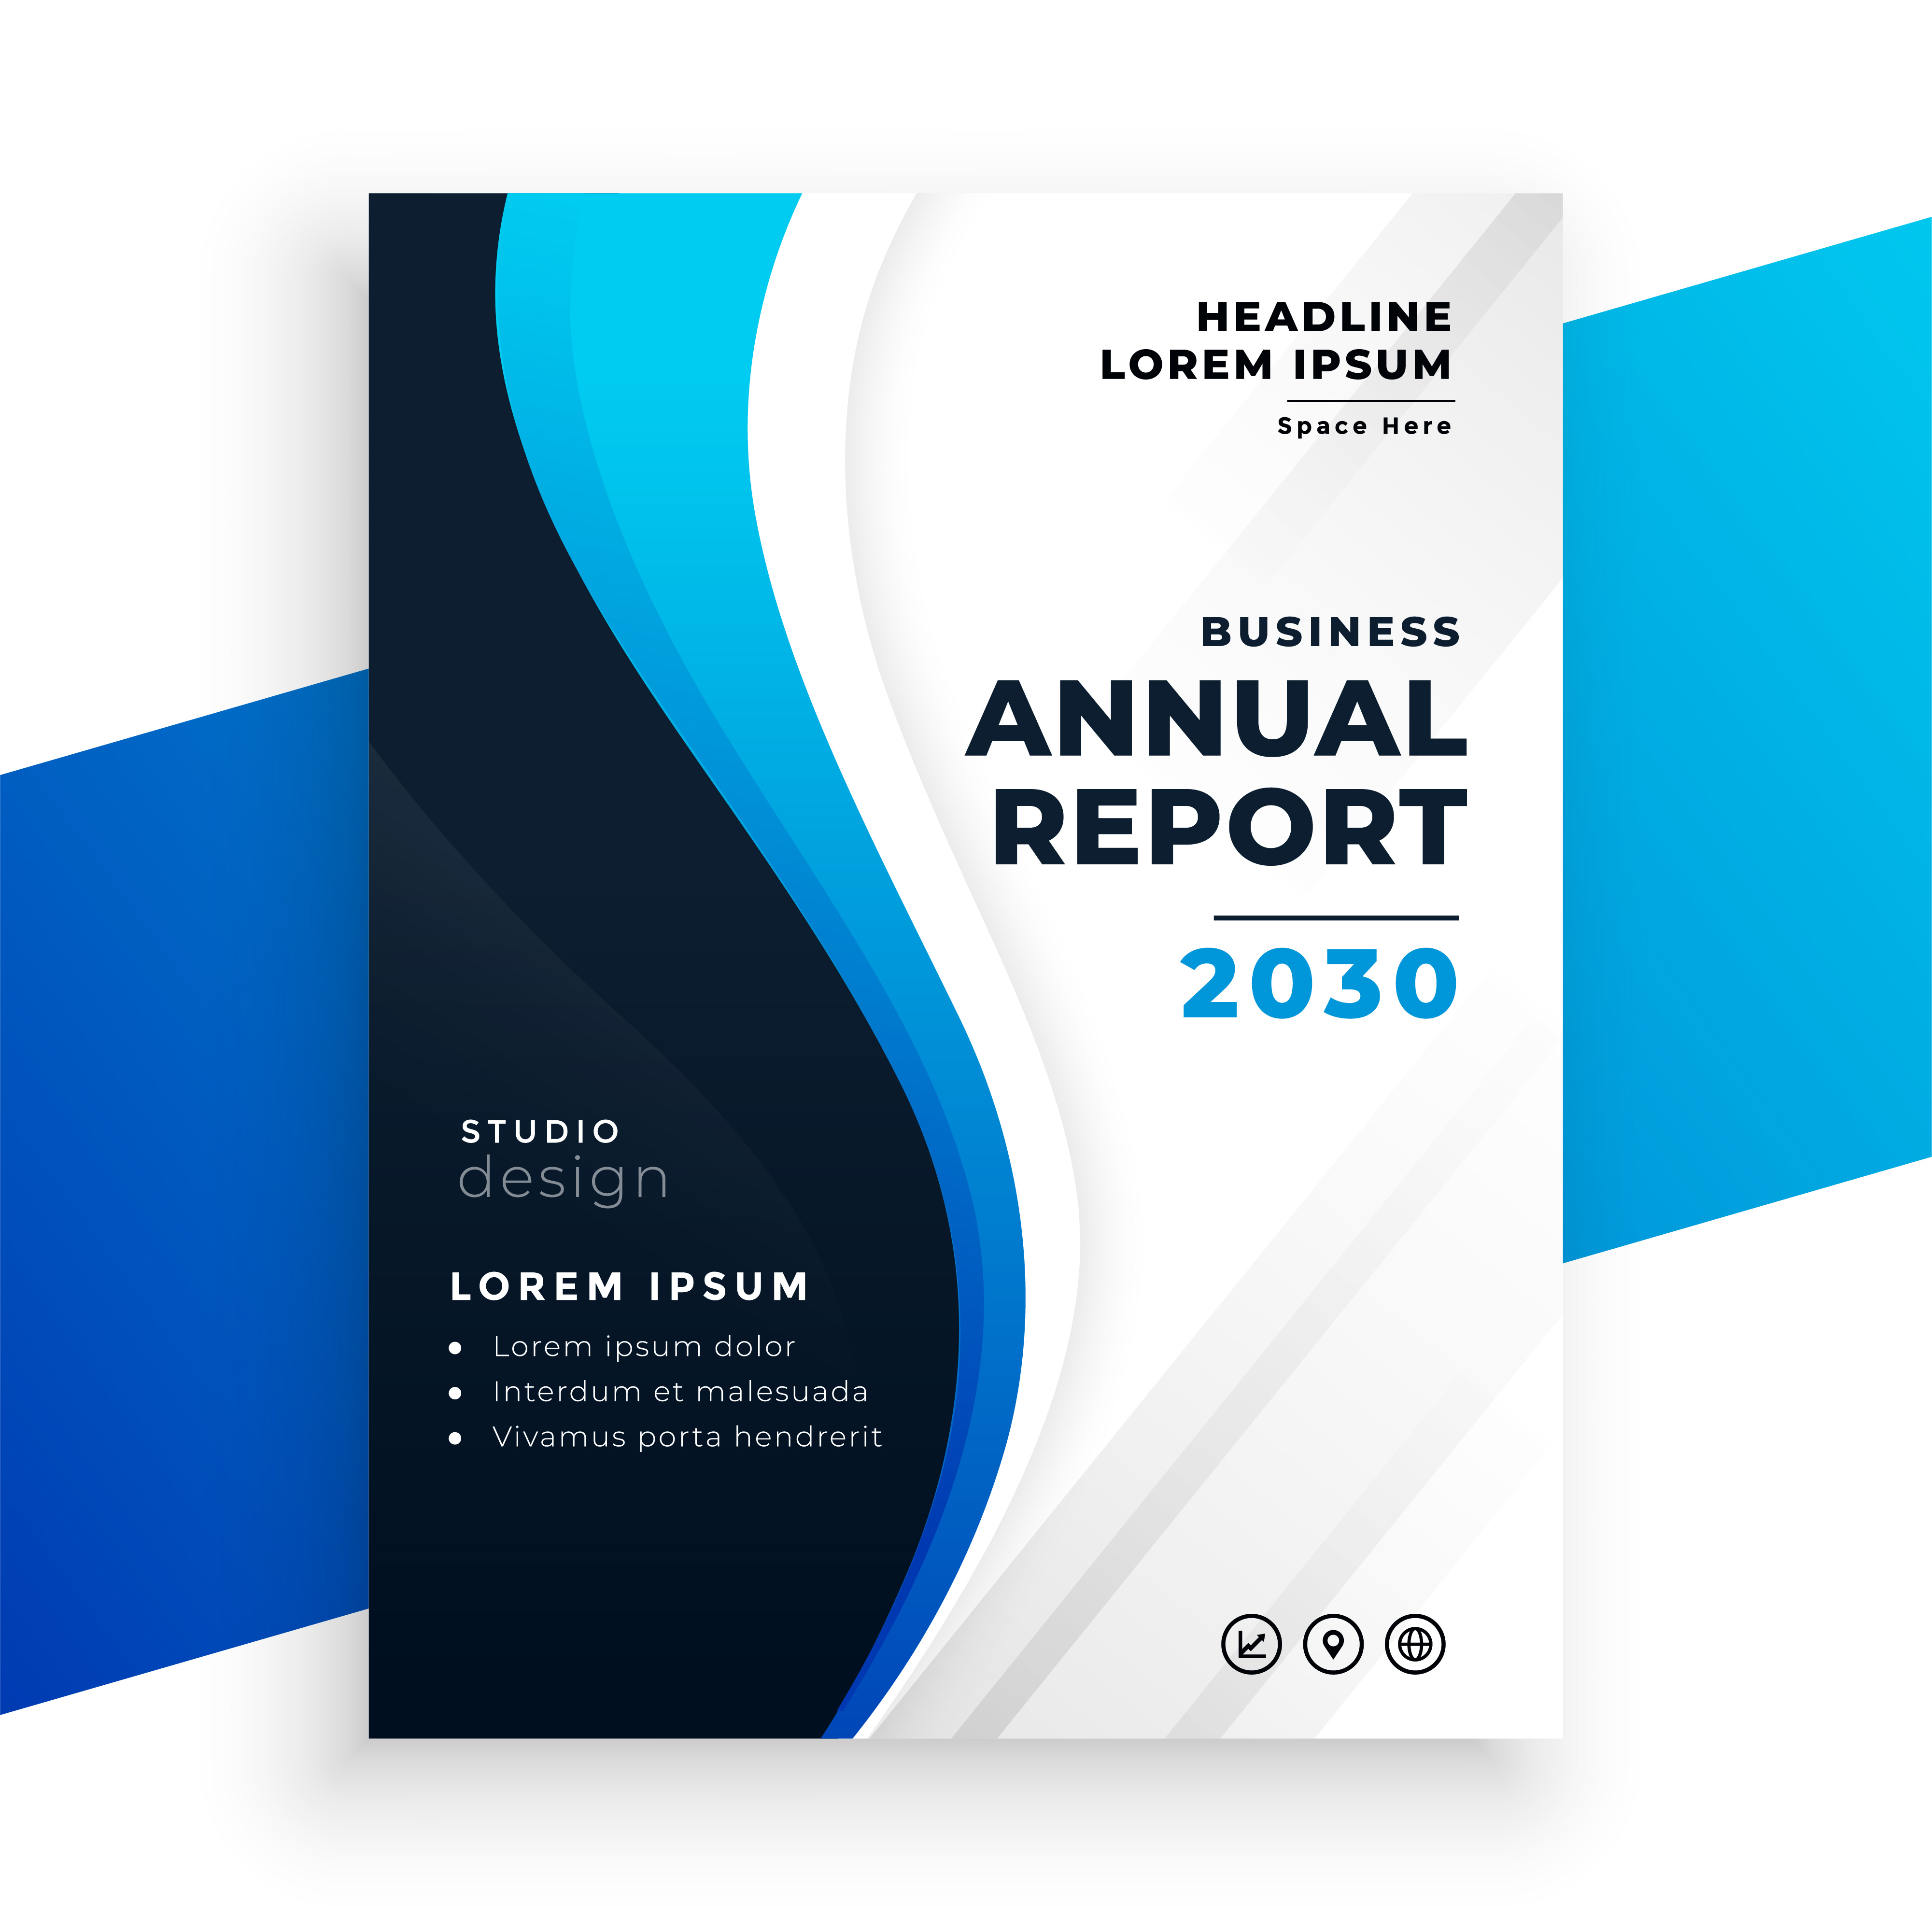 HEADLINE
LOREM IPSUM
Space Here
BUSINESS
ANNUAL
REPORT
2030
STUDIO
design
LOREM IPSUM
• Lorem ipsum dolor
• Interdum et malesuada
• Vivamus porta hendrerit